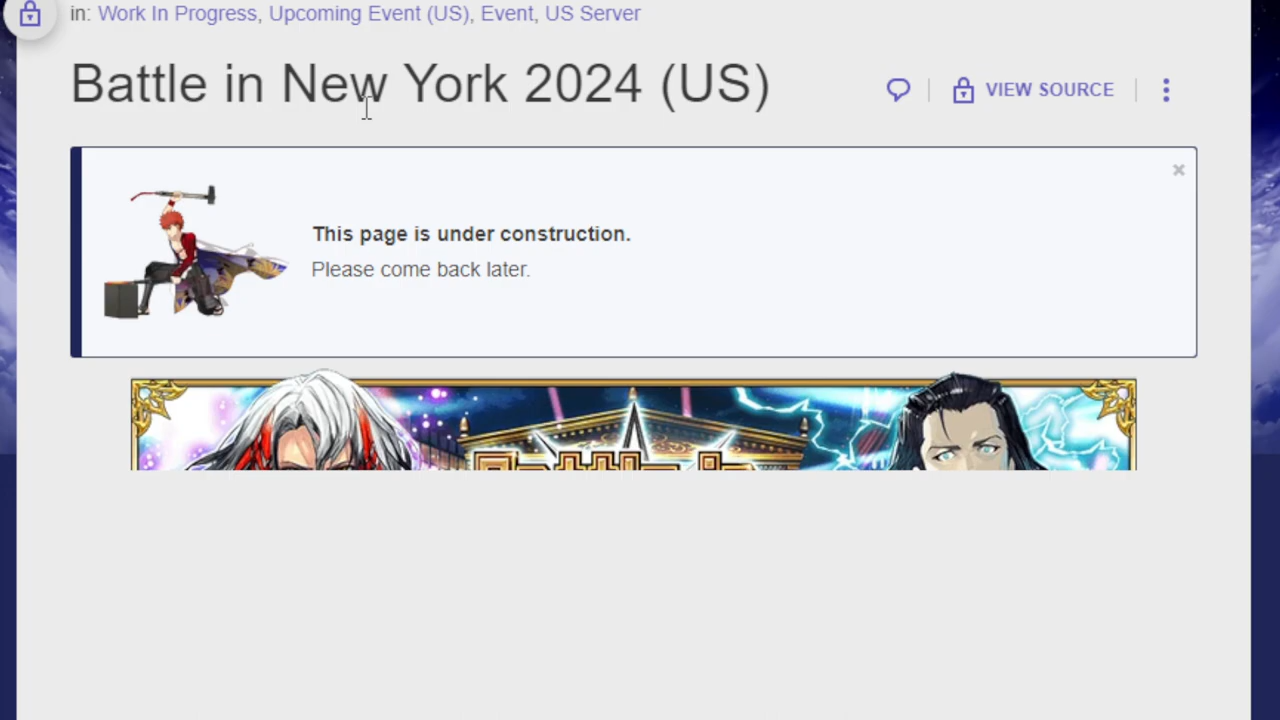 in: Work In Progress, Upcoming Event (US), Event, US Server
Battle in New York 2024 (US)
VIEW SOURCE
This page is under construction.
Please come back later.